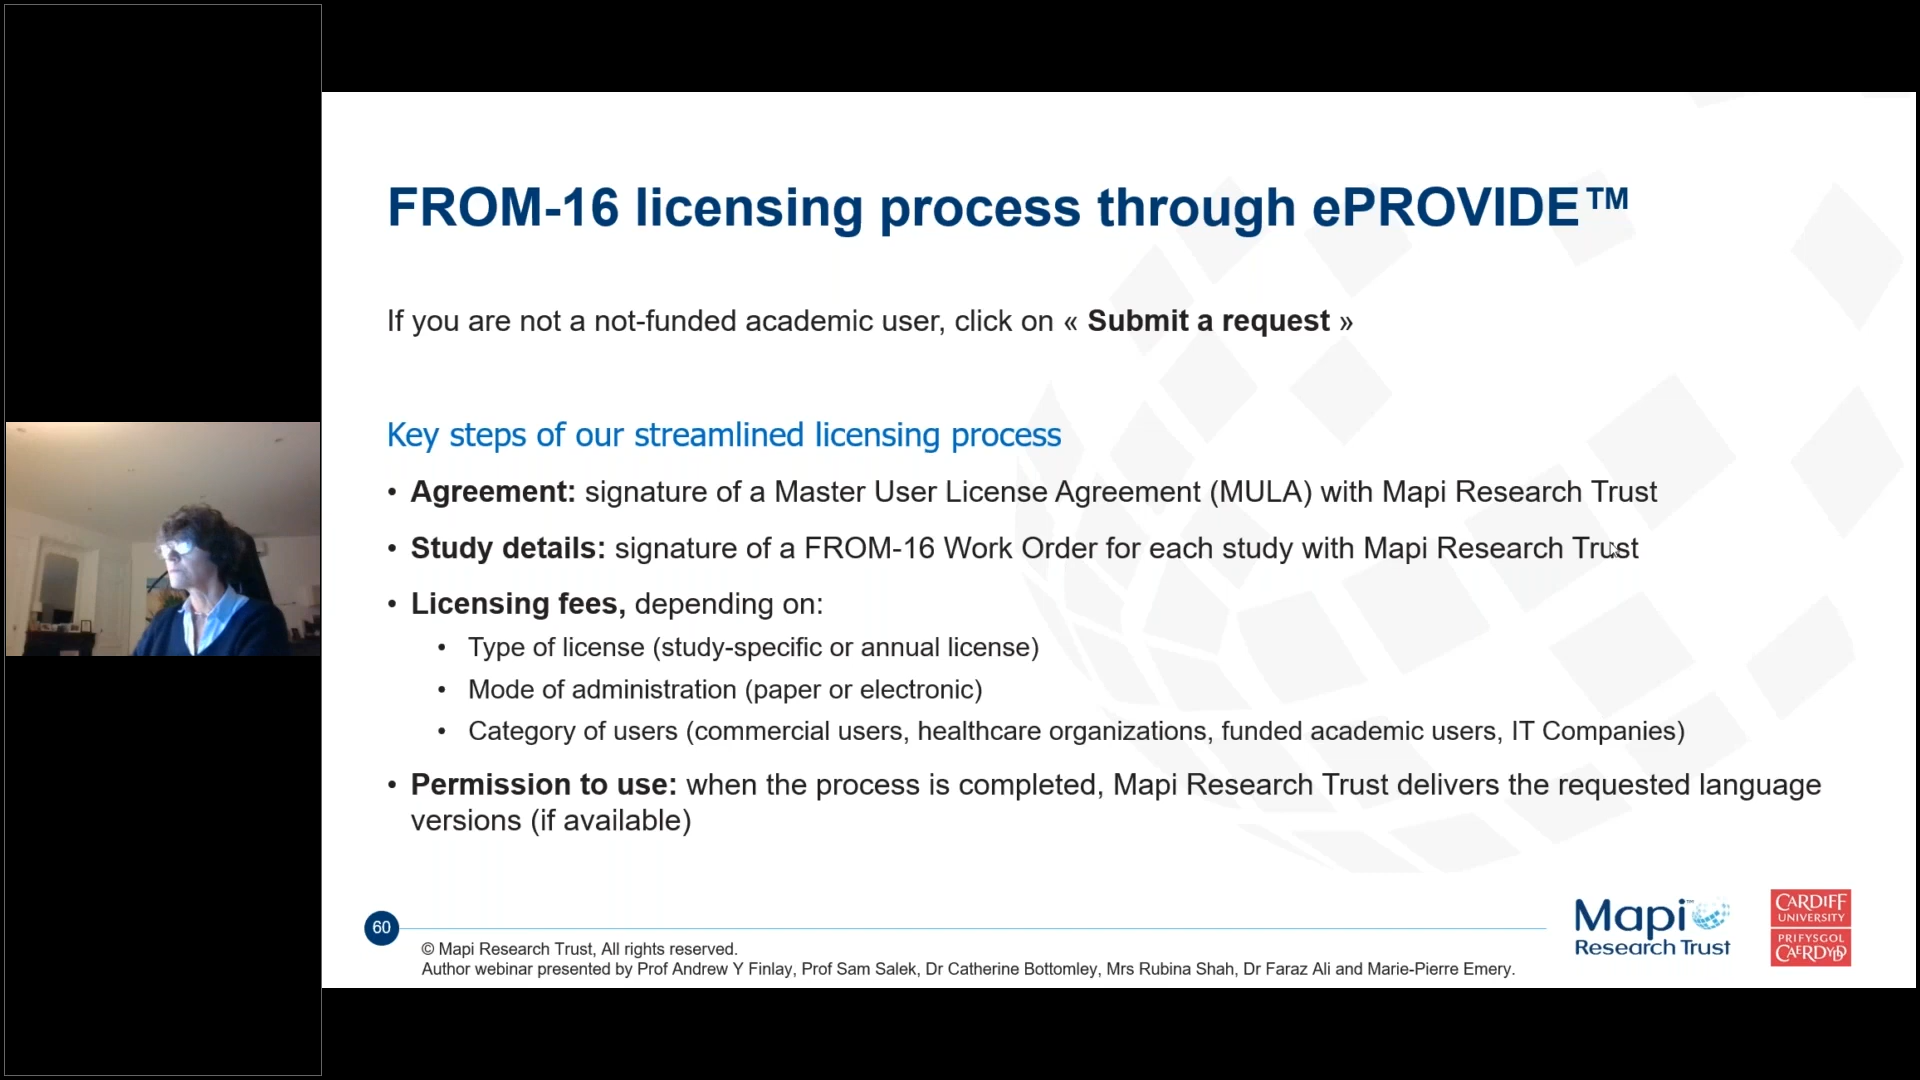 FROM-16 licensing process through ePROVIDE™
If you are not a not-funded academic user, click on « Submit a request »
Key steps of our streamlined licensing process
• Agreement: signature of a Master User License Agreement (MULA) with Mapi Research Trust
• Study details: signature of a FROM-16 Work Order for each study with Mapi Research Trust
• Licensing fees, depending on:
• Type of license (study-specific or annual license)
• Mode of administration (paper or electronic)
• Category of users (commercial users, healthcare organizations, funded academic users, IT Companies)
• Permission to use: when the process is completed, Mapi Research Trust delivers the requested language
versions (if available)
60
© Mapi Research Trust, All rights reserved.
Author webinar presented by Prof Andrew Y Finlay, Prof Sam Salek, Dr Catherine Bottomley, Mrs Rubina Shah, Dr Faraz Ali and Marie-Pierre Emery.
Mapi™
Research Trust
CARDIFF
UNIVERSITY
PRIFYSGOL
CAERDYDD